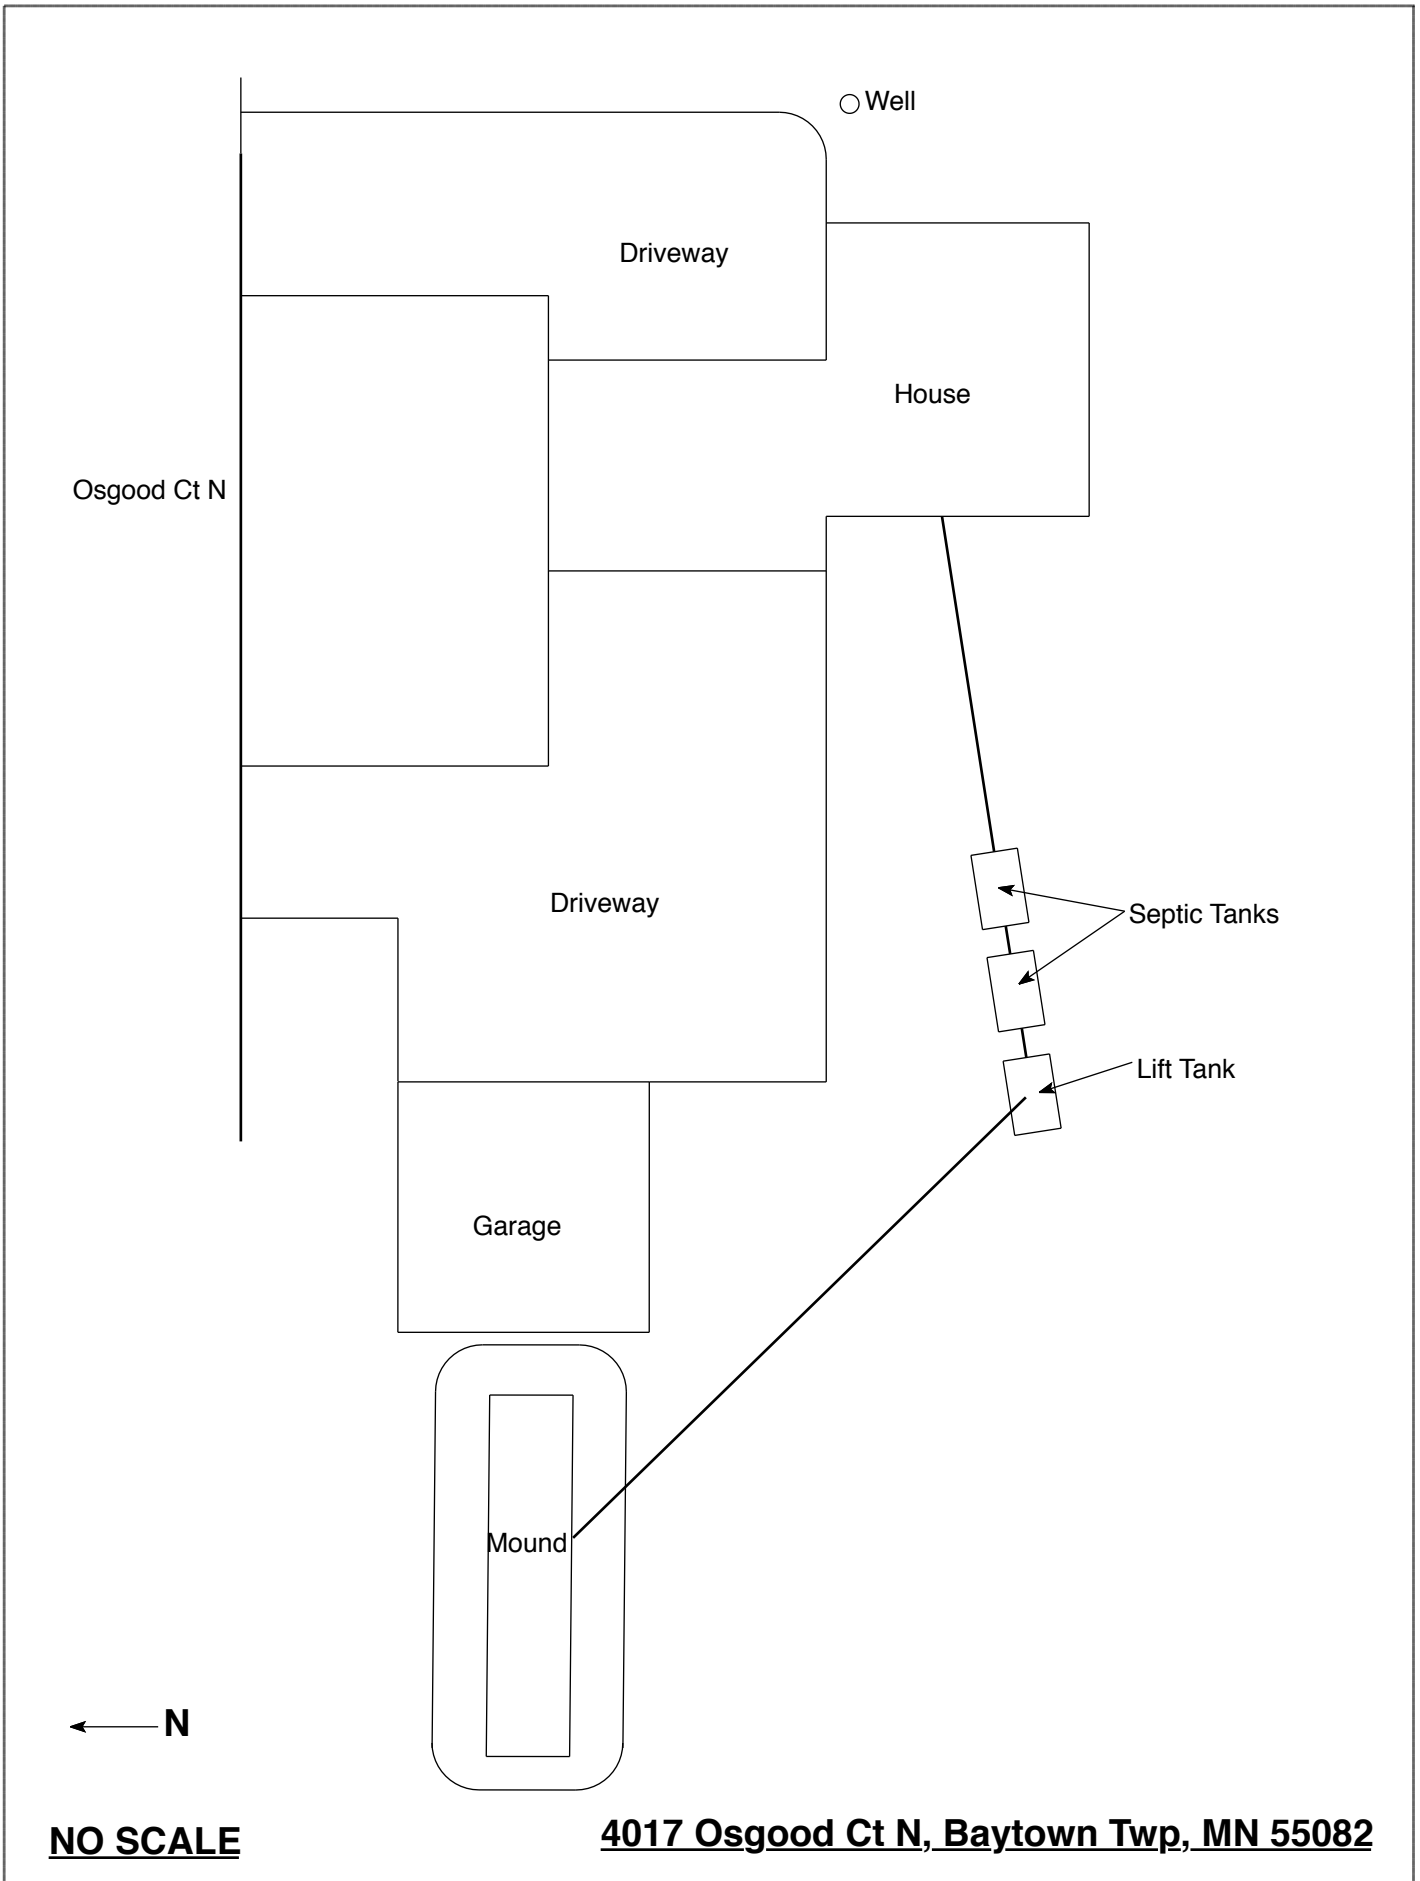 Well
Driveway
House
Osgood Ct N
Driveway
Septic Tanks
Lift Tank
Garage
Mound
N
NO SCALE
4017 Osgood Ct N, Baytown Twp, MN 55082